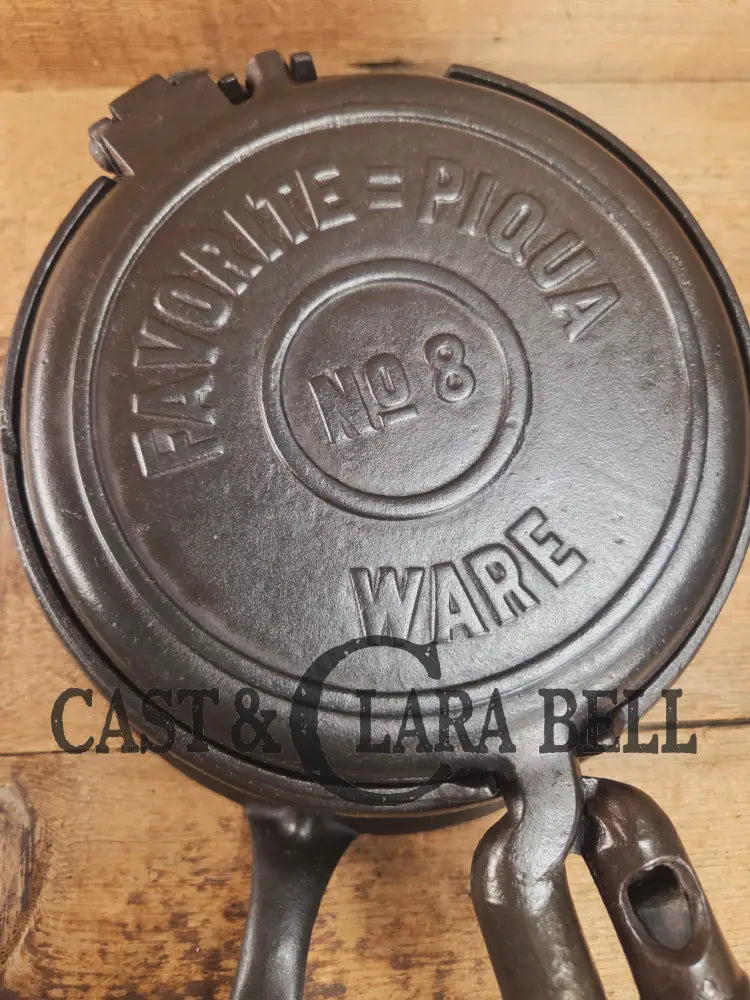 FAVORITE = PIQUA
No 8
WARE
CAST & CLARA BELL